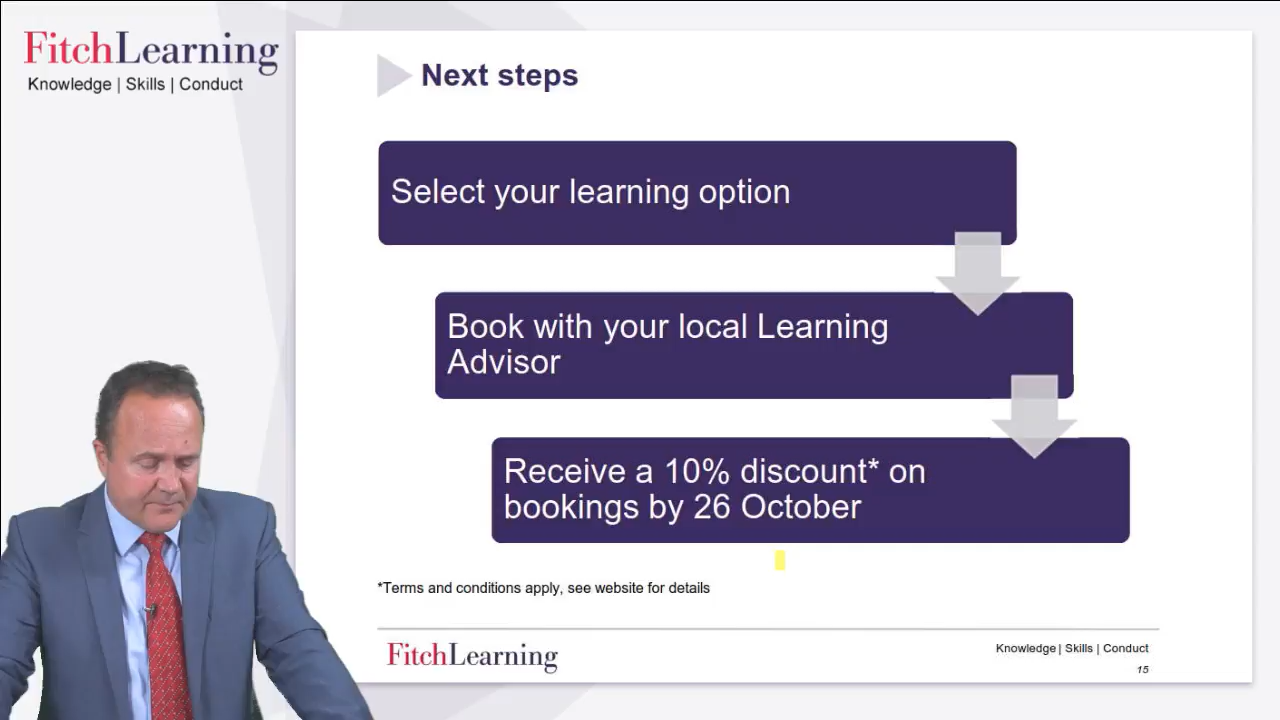 FitchLearning
Knowledge | Skills | Conduct
Next steps
Select your learning option
Book with your local Learning
Advisor
Receive a 10% discount* on
bookings by 26 October
*Terms and conditions apply, see website for details
FitchLearning
Knowledge | Skills | Conduct
15